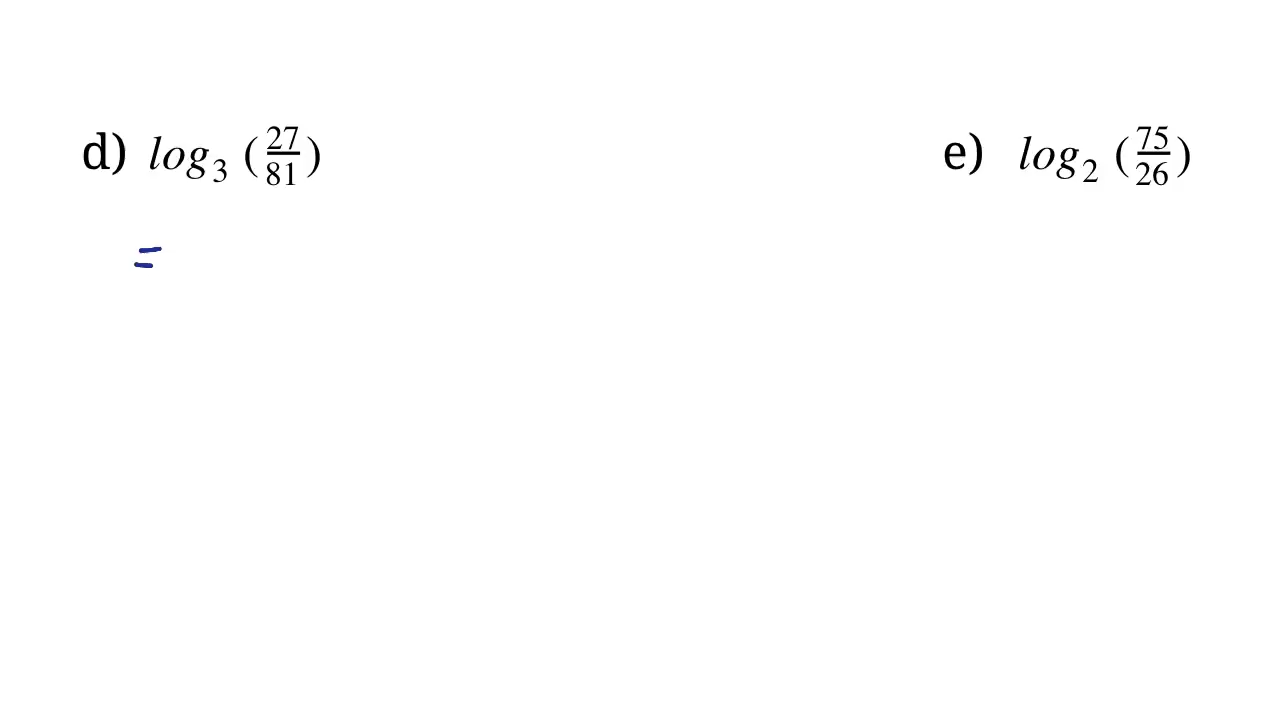 d) log₃ (27/81) e) log₂ (75/26)
=